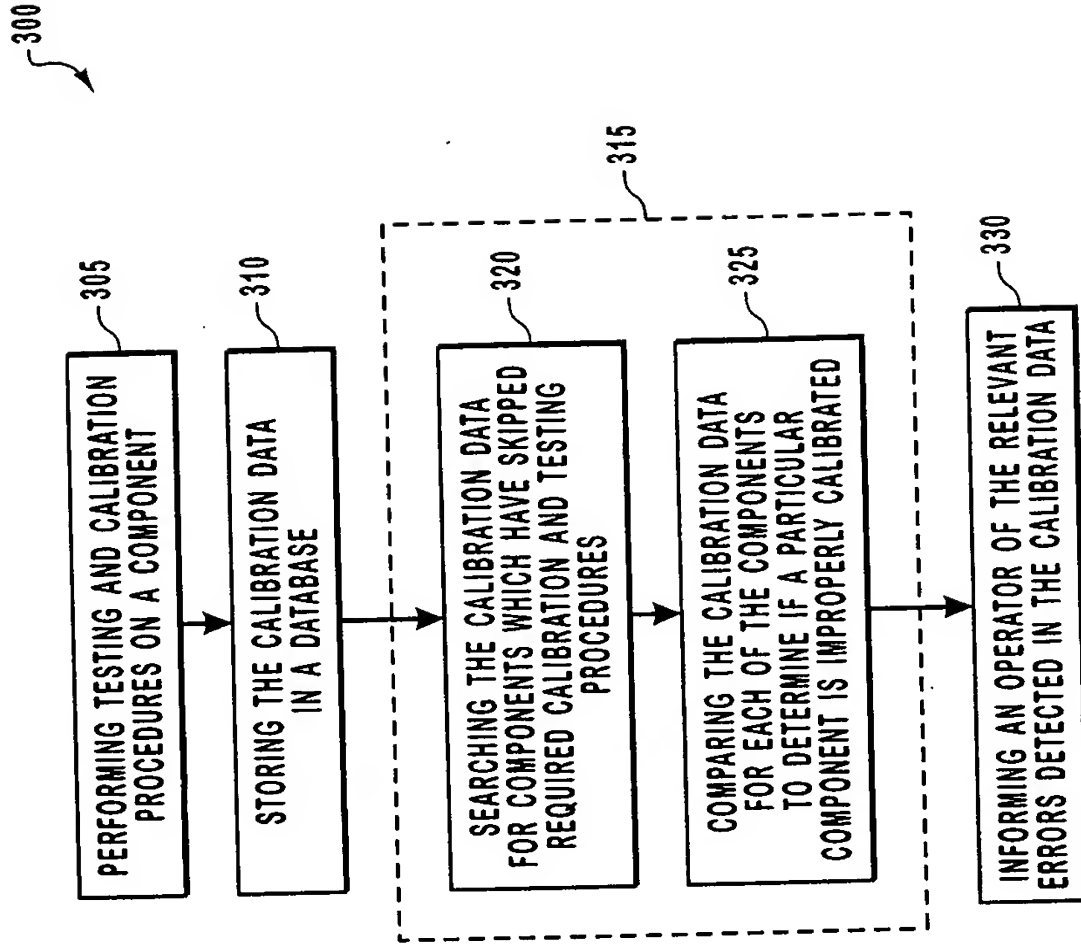 300
PERFORMING TESTING AND CALIBRATION
PROCEDURES ON A COMPONENT
305
STORING THE CALIBRATION DATA
IN A DATABASE
310
315
SEARCHING THE CALIBRATION DATA
FOR COMPONENTS WHICH HAVE SKIPPED
REQUIRED CALIBRATION AND TESTING
PROCEDURES
320
COMPARING THE CALIBRATION DATA
FOR EACH OF THE COMPONENTS
TO DETERMINE IF A PARTICULAR
COMPONENT IS IMPROPERLY CALIBRATED
325
INFORMING AN OPERATOR OF THE RELEVANT
ERRORS DETECTED IN THE CALIBRATION DATA
330